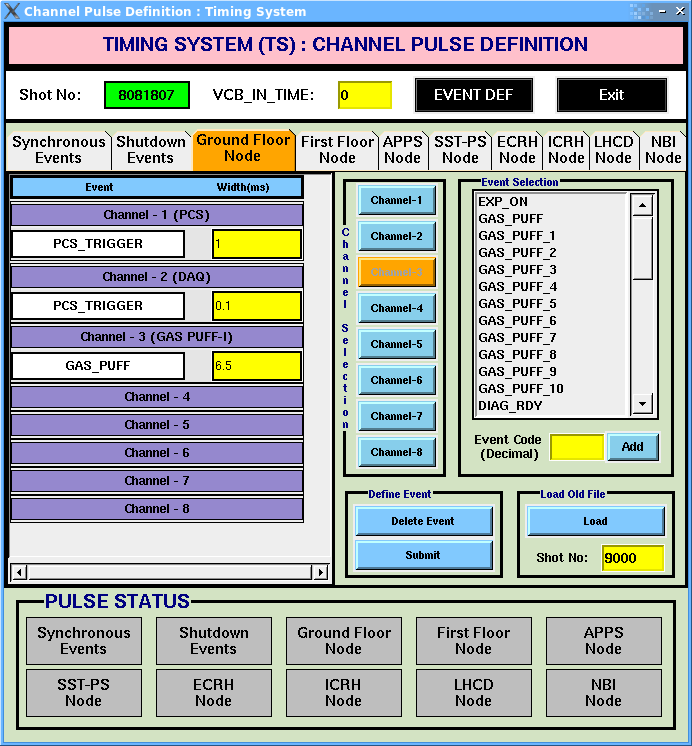 Channel Pulse Definition : Timing System
TIMING SYSTEM (TS) : CHANNEL PULSE DEFINITION
Shot No: 8081807 VCB_IN_TIME: 0 EVENT DEF Exit
Synchronous Events
Shutdown Events
Ground Floor Node
First Floor Node
APPS Node
SST-PS Node
ECRH Node
ICRH Node
LHCD Node
NBI Node
Event Width(ms)
Channel - 1 (PCS)
PCS_TRIGGER 1
Channel - 2 (DAQ)
PCS_TRIGGER 0.1
Channel - 3 (GAS PUFF-I)
GAS_PUFF 6.5
Channel - 4
Channel - 5
Channel - 6
Channel - 7
Channel - 8
Channel Selection
Channel-1
Channel-2
Channel-3
Channel-4
Channel-5
Channel-6
Channel-7
Channel-8
Event Selection
EXP_ON
GAS_PUFF
GAS_PUFF_1
GAS_PUFF_2
GAS_PUFF_3
GAS_PUFF_4
GAS_PUFF_5
GAS_PUFF_6
GAS_PUFF_7
GAS_PUFF_8
GAS_PUFF_9
GAS_PUFF_10
DIAG_RDY
Event Code
(Decimal)
Add
Define Event
Delete Event
Submit
Load Old File
Load
Shot No: 9000
PULSE STATUS
Synchronous Events
Shutdown Events
Ground Floor Node
First Floor Node
APPS Node
SST-PS Node
ECRH Node
ICRH Node
LHCD Node
NBI Node